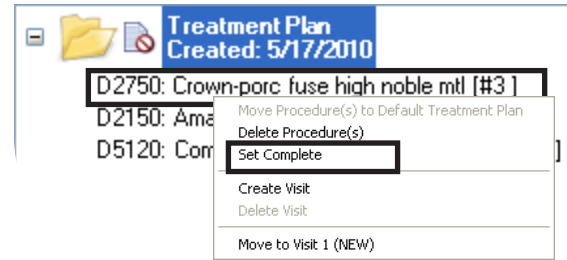 Treatment Plan
Created: 5/17/2010
D2750: Crown-porc fuse high noble mtl [#3 ]
D2150: Ama
D5120: Com ]
Move Procedure(s) to Default Treatment Plan
Delete Procedure(s)
Set Complete
Create Visit
Delete Visit
Move to Visit 1 (NEW)